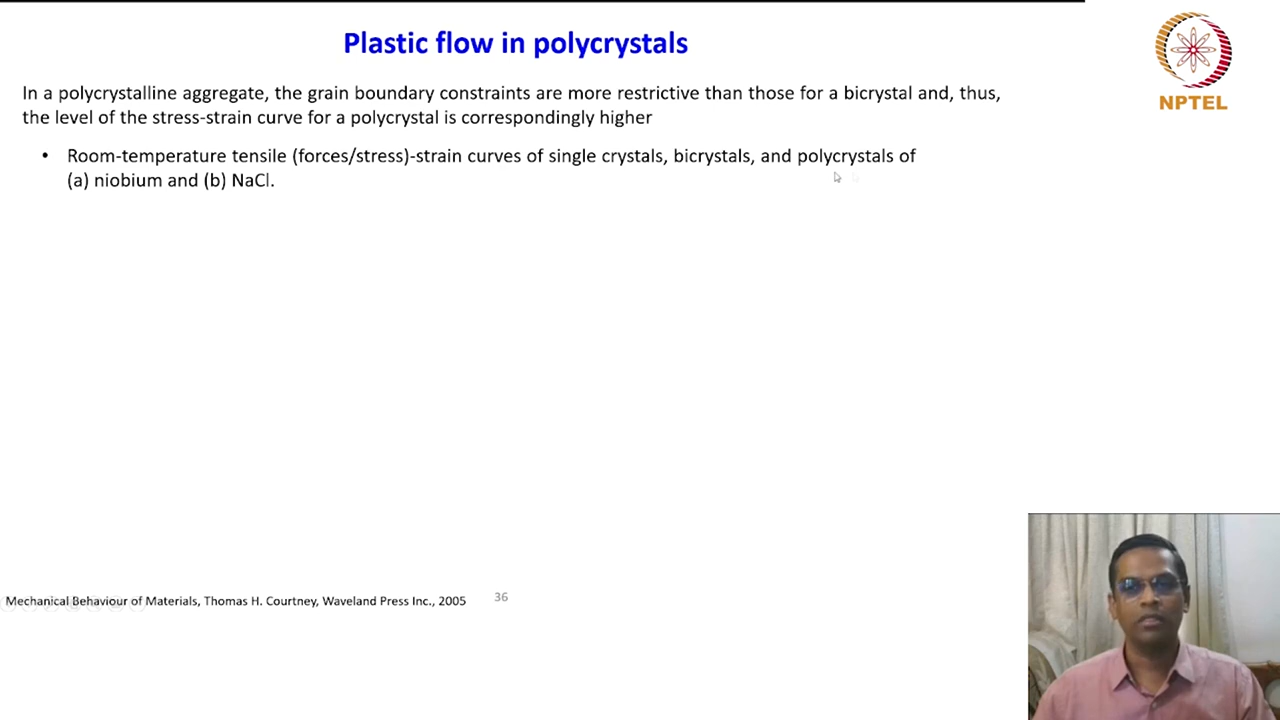 Plastic flow in polycrystals
NPTEL
In a polycrystalline aggregate, the grain boundary constraints are more restrictive than those for a bicrystal and, thus,
the level of the stress-strain curve for a polycrystal is correspondingly higher
• Room-temperature tensile (forces/stress)-strain curves of single crystals, bicrystals, and polycrystals of
(a) niobium and (b) NaCl.
Mechanical Behaviour of Materials, Thomas H. Courtney, Waveland Press Inc., 2005
36